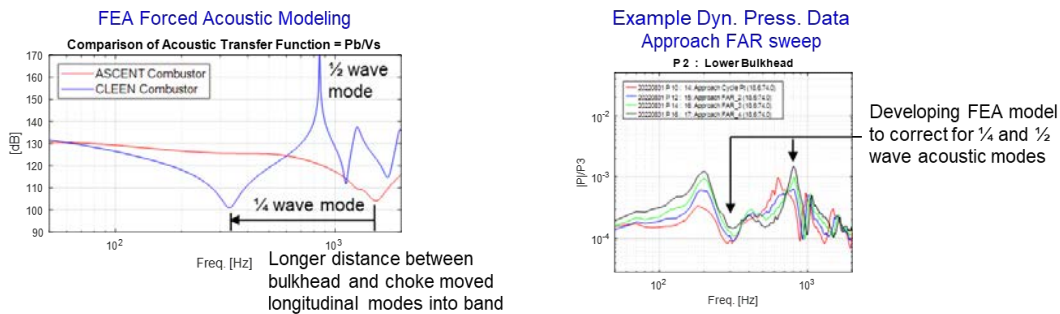 FEA Forced Acoustic Modeling
Comparison of Acoustic Transfer Function = Pb/Vs
170
160
150
140
130
120
110
100
90
[dB]
ASCENT Combustor
CLEEN Combustor
½ wave
mode
¼ wave mode
10²
10³
Freq. [Hz]
Longer distance between
bulkhead and choke moved
longitudinal modes into band
Example Dyn. Press. Data
Approach FAR sweep
P 2 : Lower Bulkhead
10⁻²
10⁻³
10⁻⁴
|P|/P3
10²
10³
Freq. [Hz]
Developing FEA model
to correct for ¼ and ½
wave acoustic modes